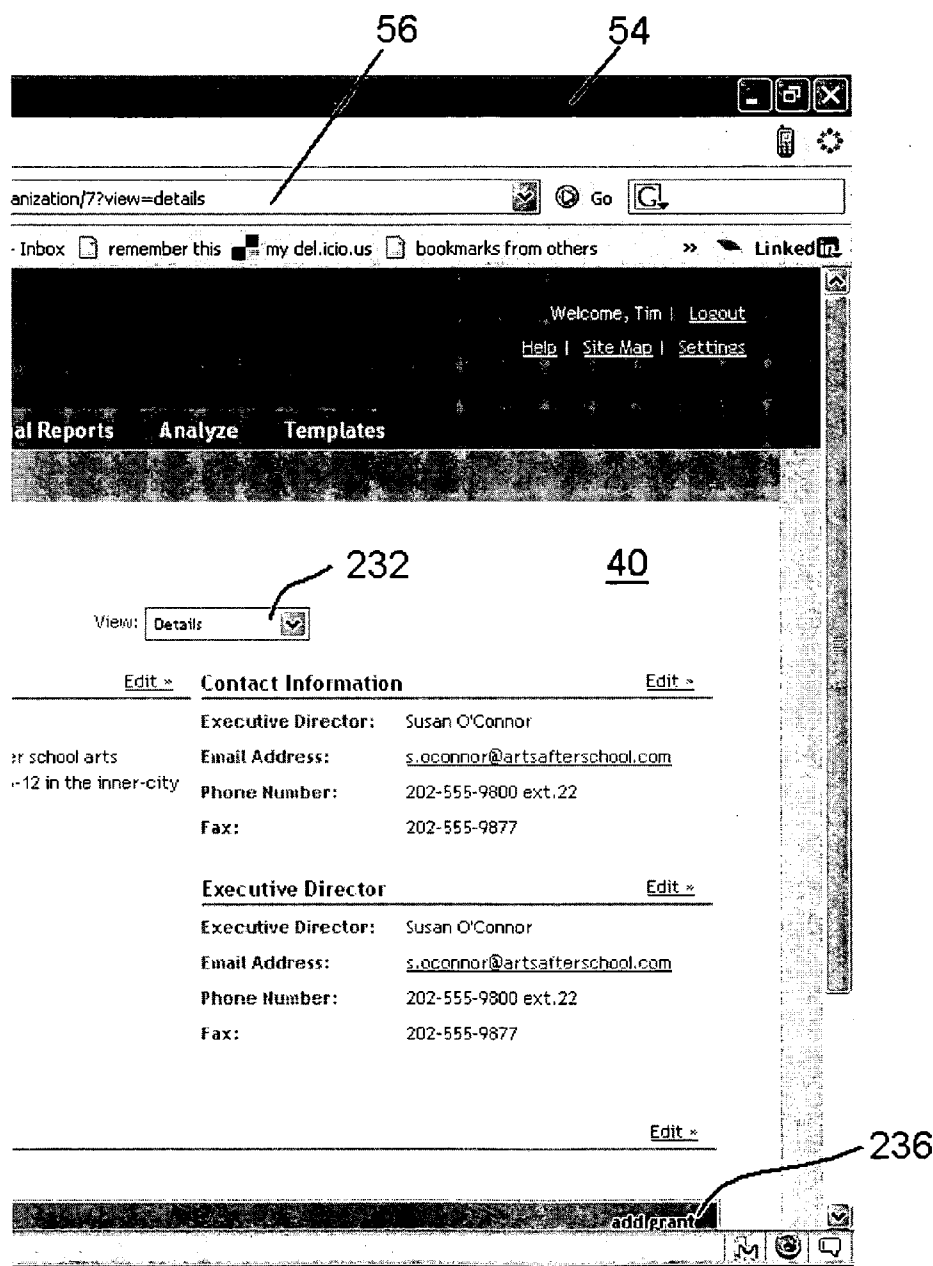 56 54
anization/7?view=details Go G
- Inbox remember this my del.icio.us bookmarks from others » Linked in
Welcome, Tim | Logout
Help | Site Map | Settings
al Reports Analyze Templates
232 40
View: Details
Edit » Contact Information Edit »
Executive Director: Susan O'Connor
er school arts Email Address: s.oconnor@artsafterschool.com
-12 in the inner-city Phone Number: 202-555-9800 ext.22
Fax: 202-555-9877
Executive Director Edit »
Executive Director: Susan O'Connor
Email Address: s.oconnor@artsafterschool.com
Phone Number: 202-555-9800 ext.22
Fax: 202-555-9877
Edit »
236
add grant